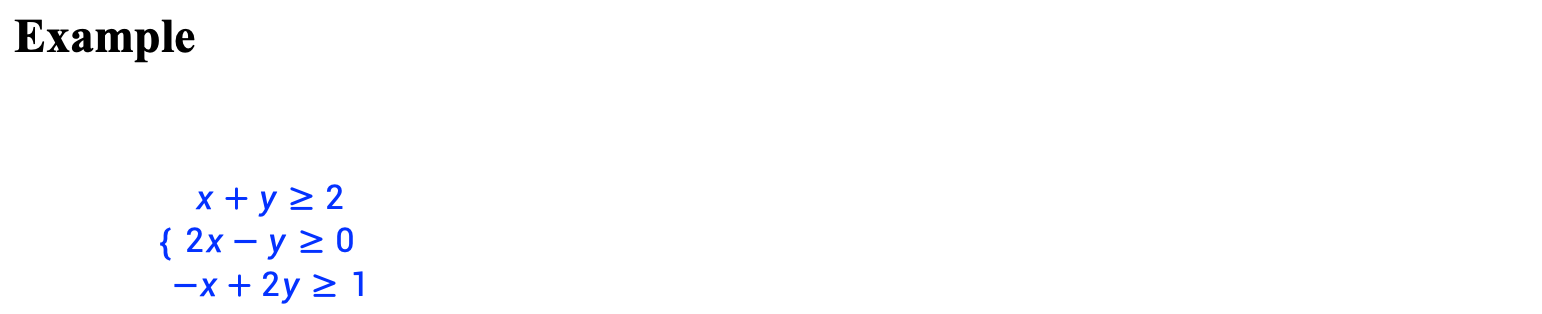 Example
x + y ≥ 2
{ 2x − y ≥ 0
−x + 2y ≥ 1